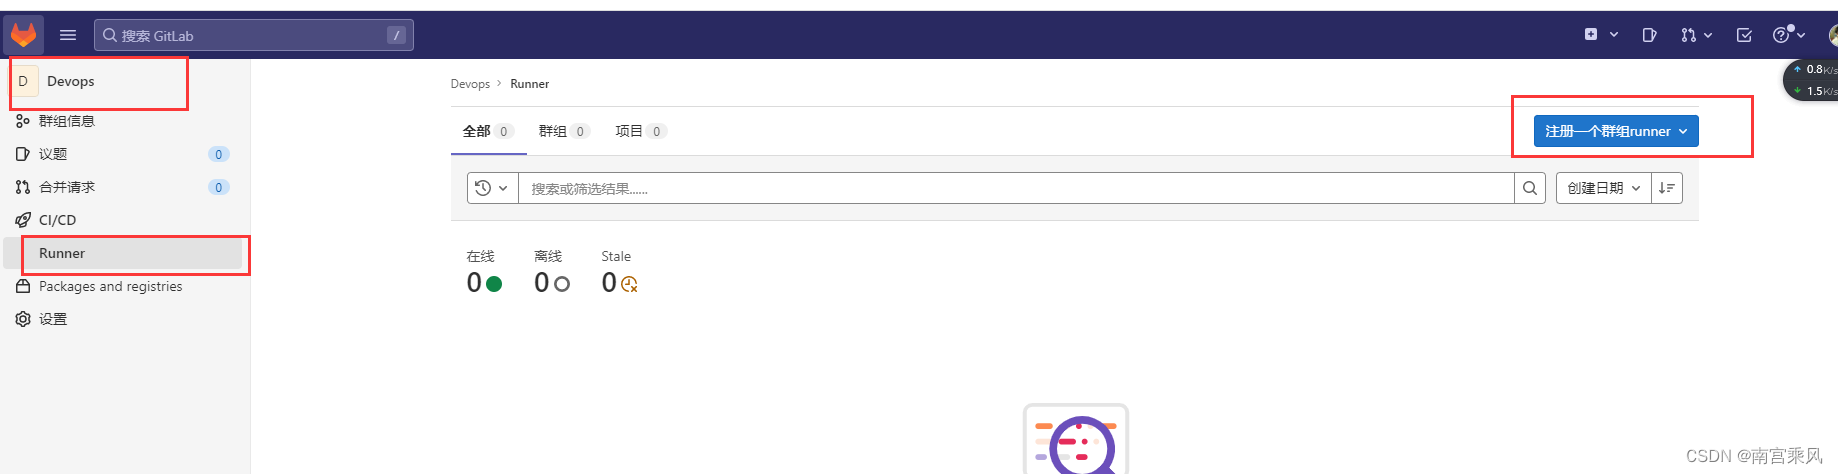 搜索 GitLab
/
0.8K/s
1.5K/s
D Devops
群组信息
议题 0
合并请求 0
CI/CD
Runner
Packages and registries
设置
Devops > Runner
全部 0 群组 0 项目 0
注册一个群组runner
搜索或筛选结果......
创建日期
在线 离线 Stale
0 0 0
CSDN @南宫乘风